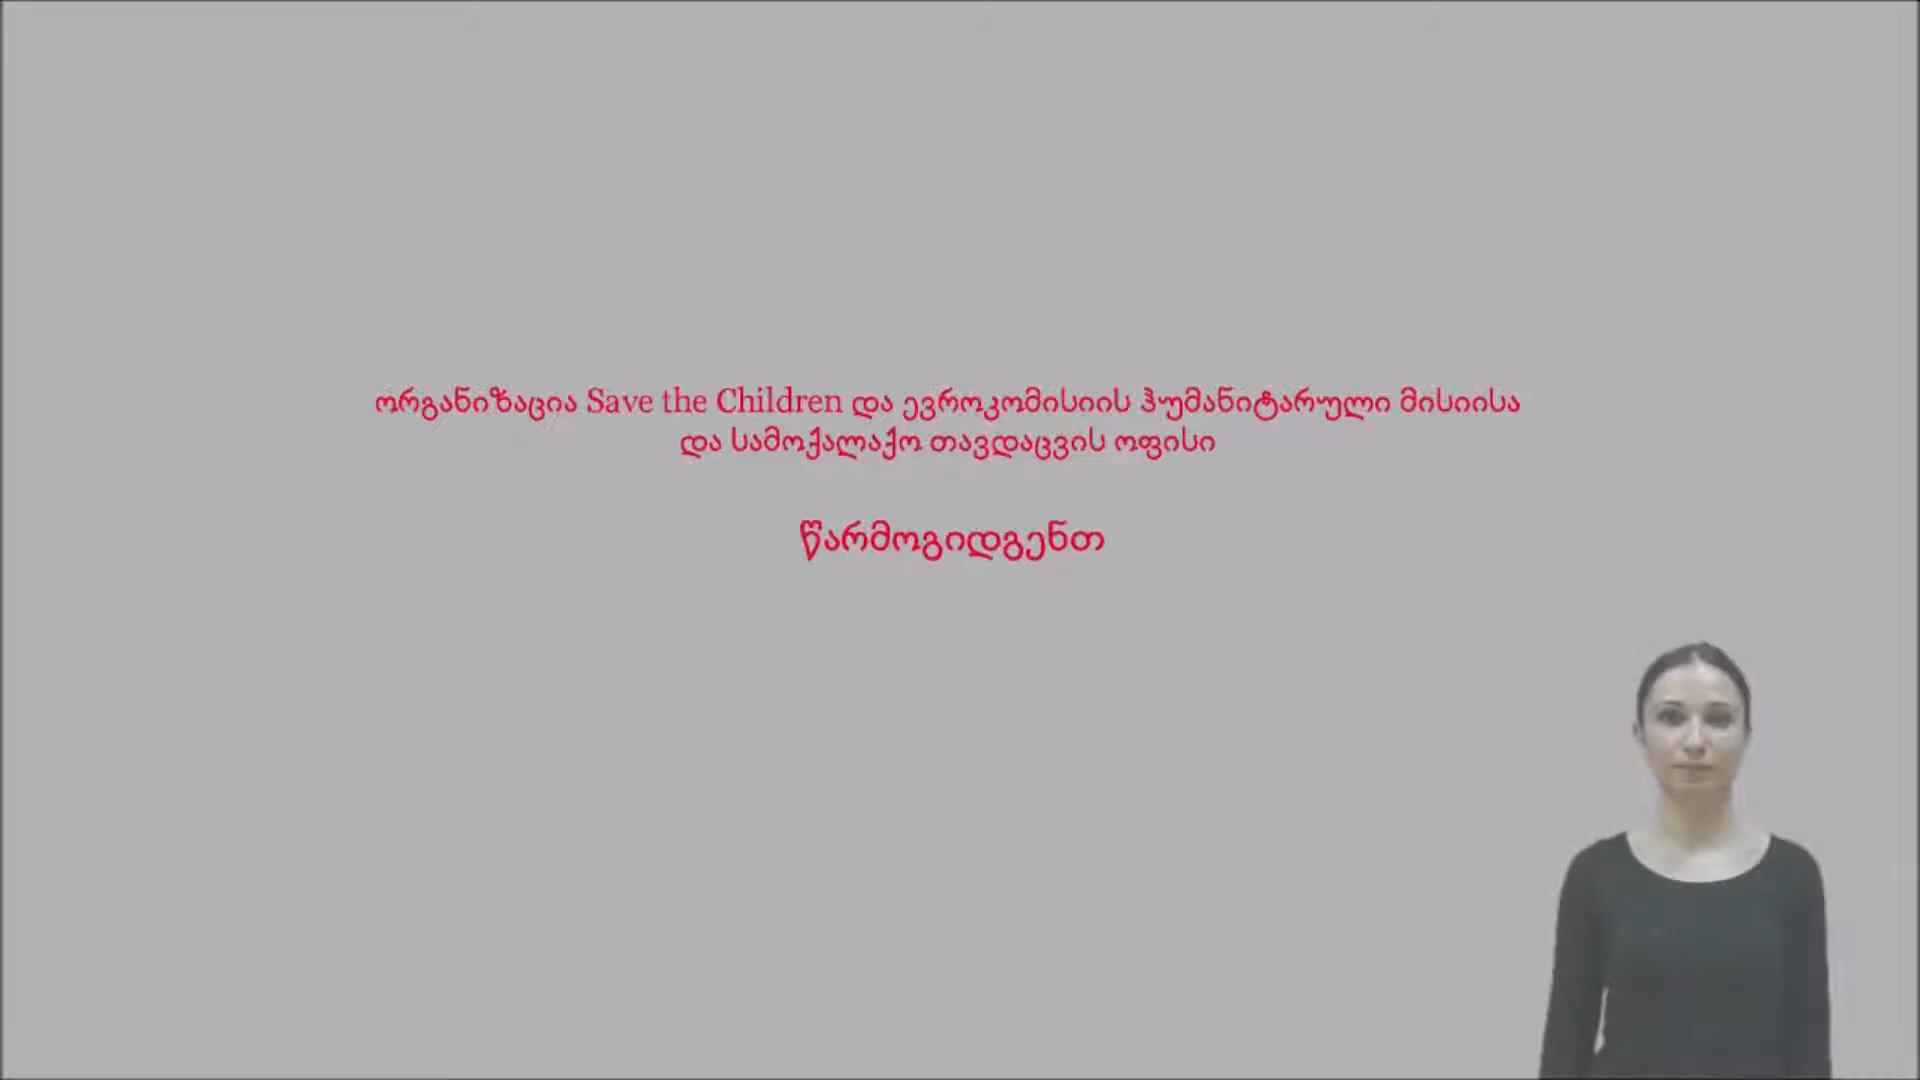 ორგანიზაცია Save the Children და ევროკომისიის ჰუმანიტარული მისიისა
და სამოქალაქო თავდაცვის ოფისი
წარმოგიდგენთ